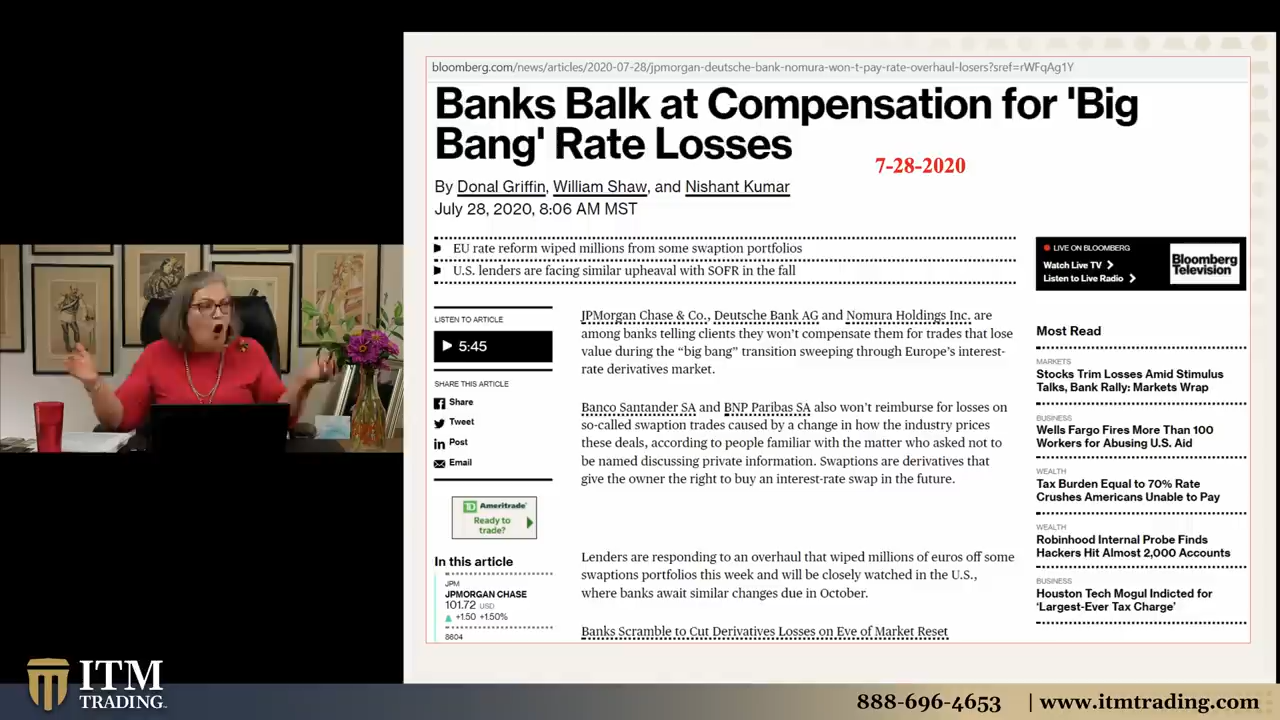 bloomberg.com/news/articles/2020-07-28/jpmorgan-deutsche-bank-nomura-won-t-pay-rate-overhaul-losers?sref=rWFqAg1Y
Banks Balk at Compensation for 'Big
Bang' Rate Losses
7-28-2020
By Donal Griffin, William Shaw, and Nishant Kumar
July 28, 2020, 8:06 AM MST
EU rate reform wiped millions from some swaption portfolios
U.S. lenders are facing similar upheaval with SOFR in the fall
LISTEN TO ARTICLE
5:45
SHARE THIS ARTICLE
Share
Tweet
Post
Email
TD Ameritrade
Ready to
trade?
In this article
JPM
JPMORGAN CHASE
101.72 USD
+1.50 +1.50%
8604
JPMorgan Chase & Co., Deutsche Bank AG and Nomura Holdings Inc. are
among banks telling clients they won't compensate them for trades that lose
value during the "big bang" transition sweeping through Europe's interest-
rate derivatives market.
Banco Santander SA and BNP Paribas SA also won't reimburse for losses on
so-called swaption trades caused by a change in how the industry prices
these deals, according to people familiar with the matter who asked not to
be named discussing private information. Swaptions are derivatives that
give the owner the right to buy an interest-rate swap in the future.
Lenders are responding to an overhaul that wiped millions of euros off some
swaptions portfolios this week and will be closely watched in the U.S.,
where banks await similar changes due in October.
Banks Scramble to Cut Derivatives Losses on Eve of Market Reset
LIVE ON BLOOMBERG
Watch Live TV
Listen to Live Radio
Bloomberg
Television
Most Read
MARKETS
Stocks Trim Losses Amid Stimulus
Talks, Bank Rally: Markets Wrap
BUSINESS
Wells Fargo Fires More Than 100
Workers for Abusing U.S. Aid
WEALTH
Tax Burden Equal to 70% Rate
Crushes Americans Unable to Pay
WEALTH
Robinhood Internal Probe Finds
Hackers Hit Almost 2,000 Accounts
BUSINESS
Houston Tech Mogul Indicted for
'Largest-Ever Tax Charge'
ITM
TRADING
888-696-4653 | www.itmtrading.com